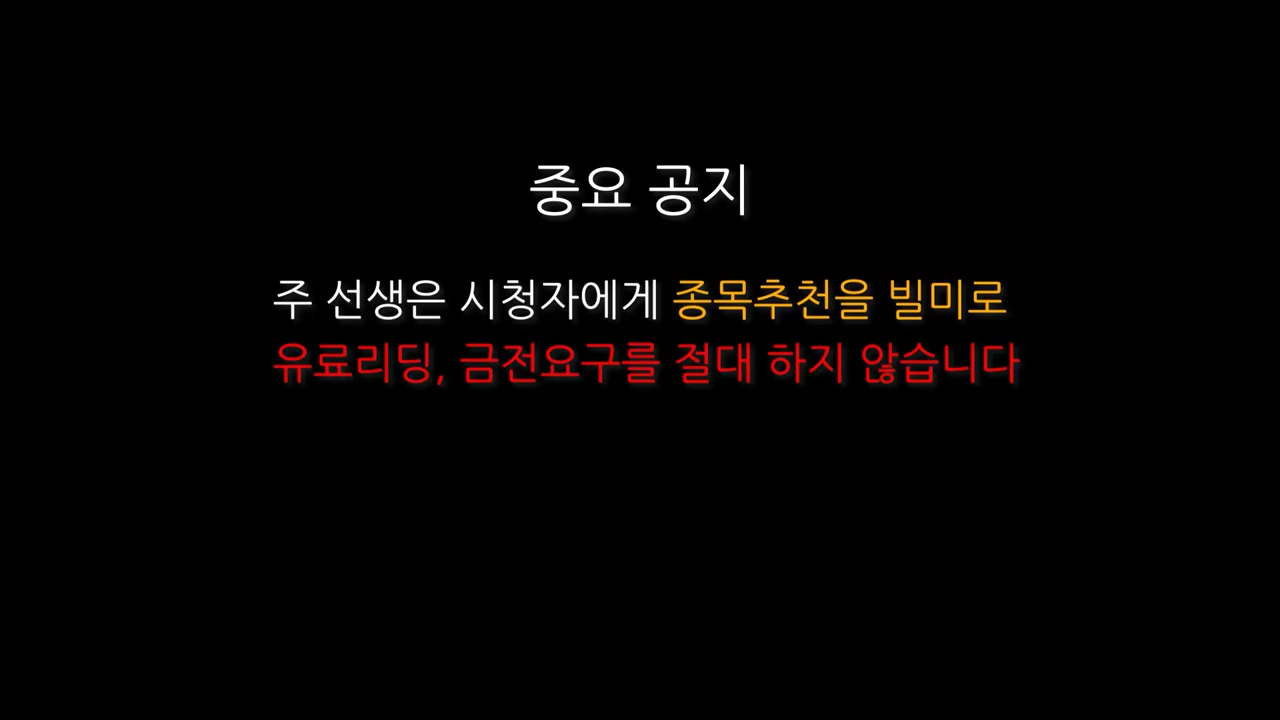 중요 공지
주 선생은 시청자에게 종목추천을 빌미로
유료리딩, 금전요구를 절대 하지 않습니다